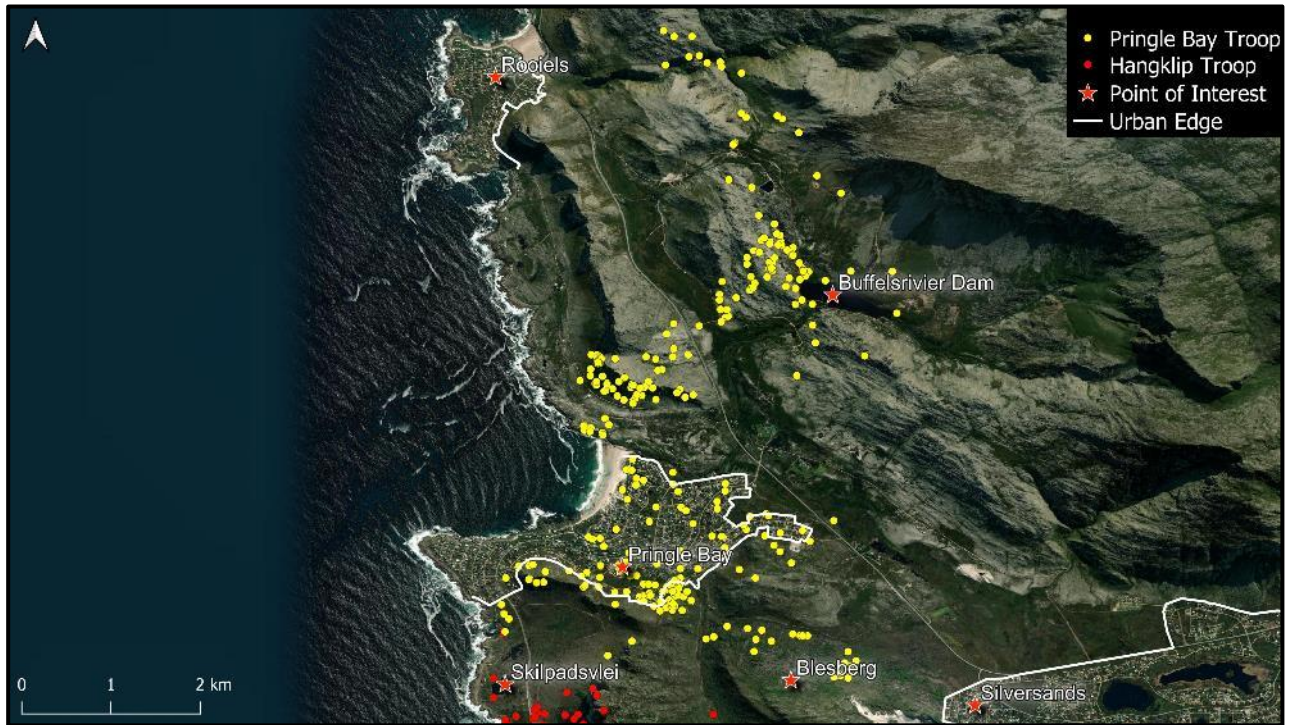 Rooiels
Pringle Bay Troop
Hangklip Troop
Point of Interest
Urban Edge
Buffelsrivier Dam
Pringle Bay
Skilpadsvlei
Blesberg
Silversands
0 1 2 km